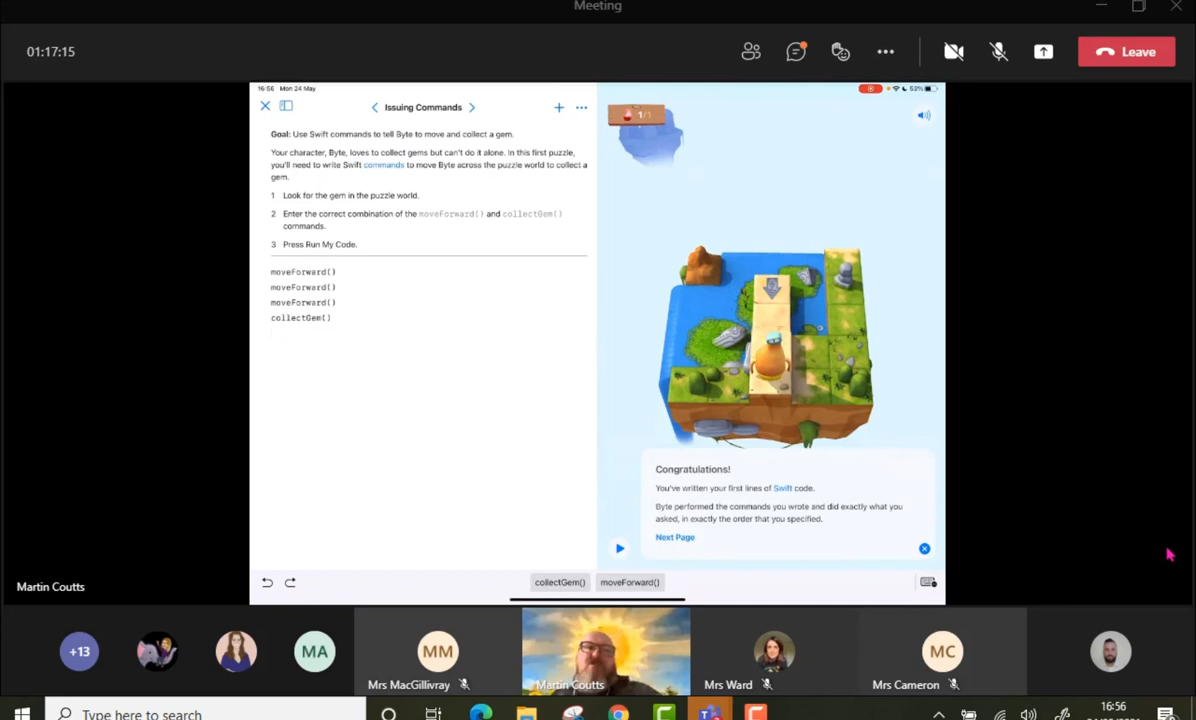 Meeting
01:17:15
Leave
16:56 Mon 24 May
53%
Issuing Commands
1/1
Goal: Use Swift commands to tell Byte to move and collect a gem.
Your character, Byte, loves to collect gems but can't do it alone. In this first puzzle,
you'll need to write Swift commands to move Byte across the puzzle world to collect a
gem.
1 Look for the gem in the puzzle world.
2 Enter the correct combination of the moveForward() and collectGem()
commands.
3 Press Run My Code.
moveForward()
moveForward()
moveForward()
collectGem()
Congratulations!
You've written your first lines of Swift code.
Byte performed the commands you wrote and did exactly what you
asked, in exactly the order that you specified.
Next Page
collectGem() moveForward()
Martin Coutts
+13
MA
MM
MC
Mrs MacGillivray
Martin Coutts
Mrs Ward
Mrs Cameron
Type here to search
16:56